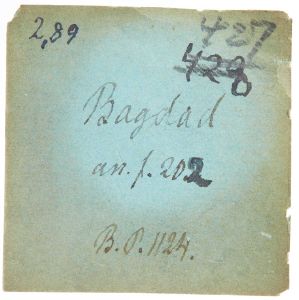 2,89
427
428
Bagdad
an. f. 202
B. P. 1124.